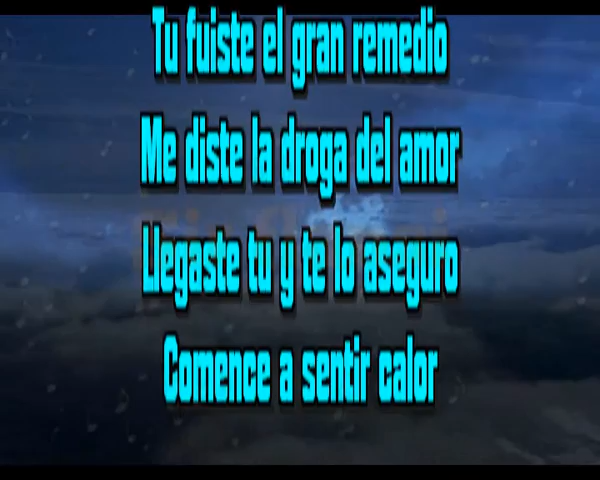 Tu fuiste el gran remedio
Me diste la droga del amor
Llegaste tu y te lo aseguro
Comence a sentir calor